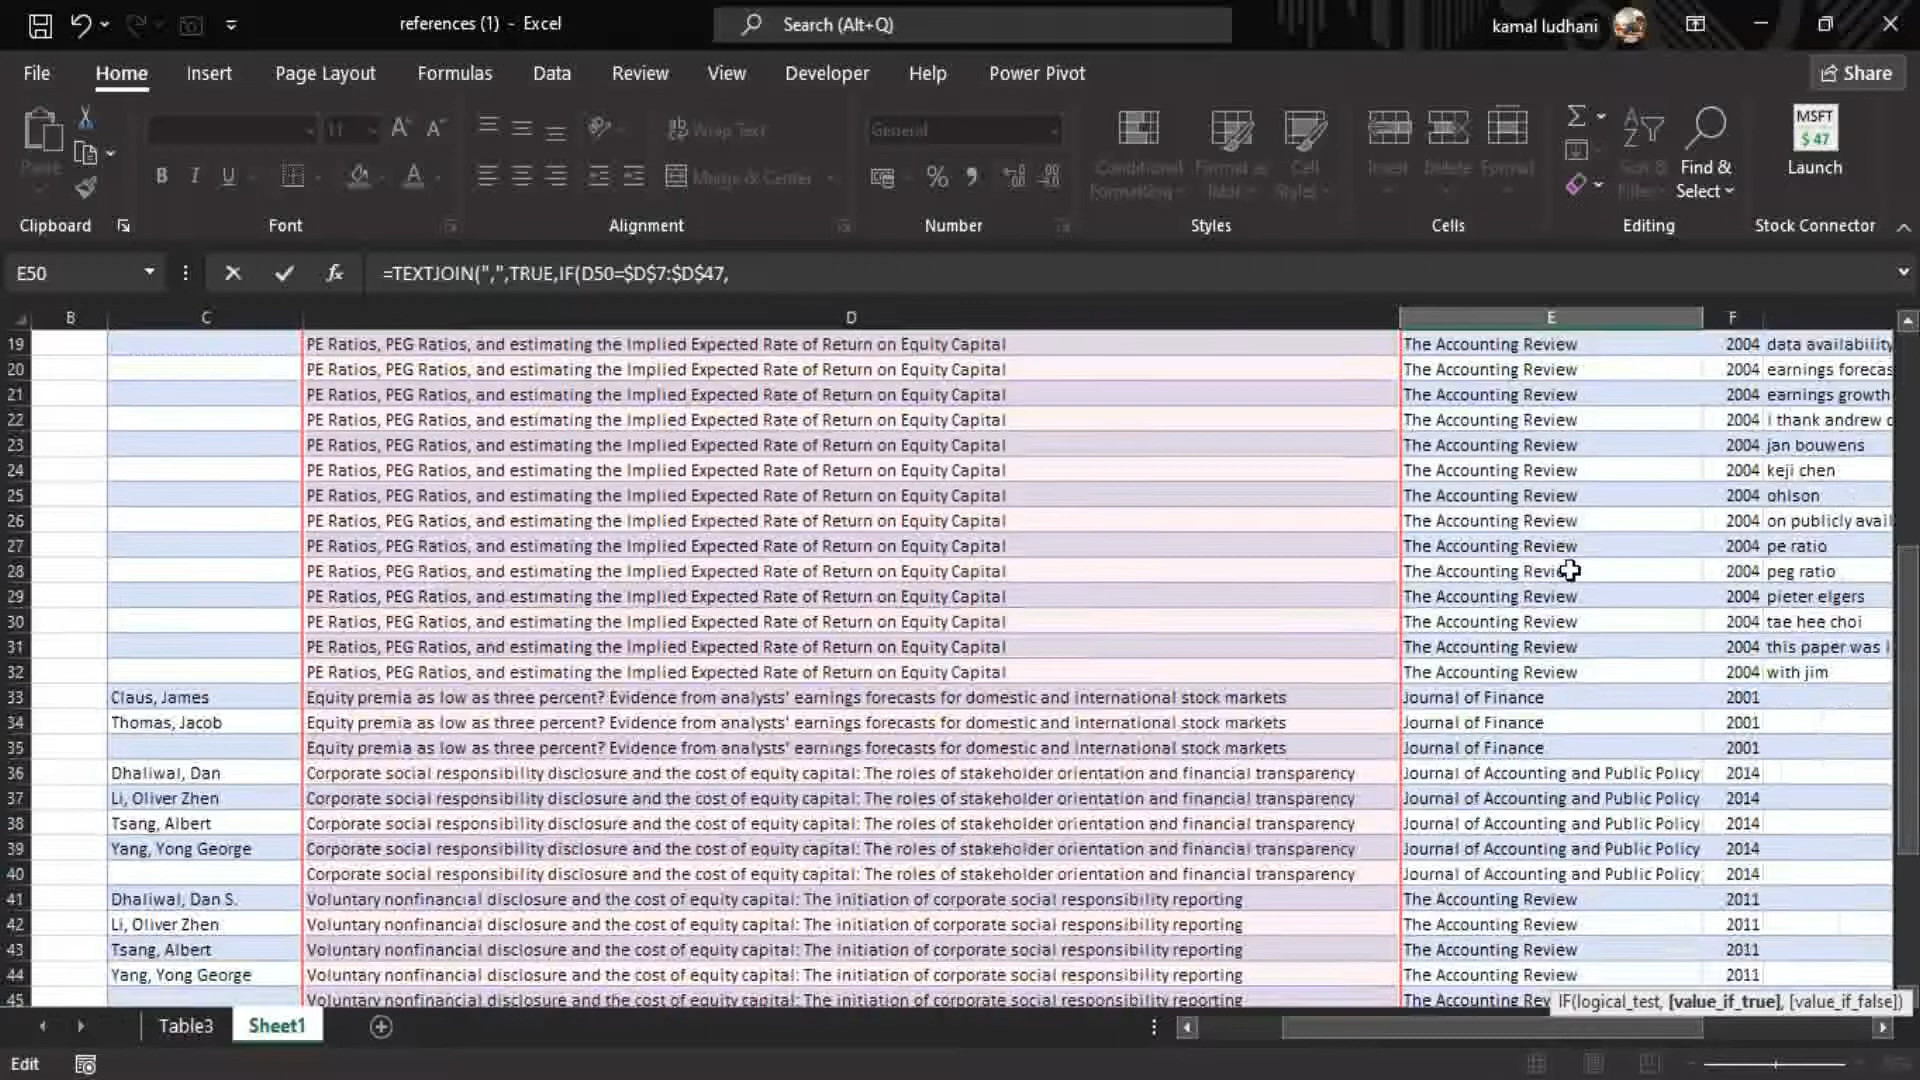 references (1) - Excel
Search (Alt+Q)
kamal ludhani
File Home Insert Page Layout Formulas Data Review View Developer Help Power Pivot Share
11 Wrap Text General MSFT $ 47
Paste B I U Merge & Center % Conditional Formatting Format as Cell Styles Insert Delete Format Sort & Filter Find & Select Launch
Clipboard Font Alignment Number Styles Cells Editing Stock Connector
E50 fx =TEXTJOIN(",",TRUE,IF(D50=$D$7:$D$47,
B C D E F
19 PE Ratios, PEG Ratios, and estimating the Implied Expected Rate of Return on Equity Capital The Accounting Review 2004 data availability
20 PE Ratios, PEG Ratios, and estimating the Implied Expected Rate of Return on Equity Capital The Accounting Review 2004 earnings forecas
21 PE Ratios, PEG Ratios, and estimating the Implied Expected Rate of Return on Equity Capital The Accounting Review 2004 earnings growth
22 PE Ratios, PEG Ratios, and estimating the Implied Expected Rate of Return on Equity Capital The Accounting Review 2004 i thank andrew
23 PE Ratios, PEG Ratios, and estimating the Implied Expected Rate of Return on Equity Capital The Accounting Review 2004 jan bouwens
24 PE Ratios, PEG Ratios, and estimating the Implied Expected Rate of Return on Equity Capital The Accounting Review 2004 keji chen
25 PE Ratios, PEG Ratios, and estimating the Implied Expected Rate of Return on Equity Capital The Accounting Review 2004 ohlson
26 PE Ratios, PEG Ratios, and estimating the Implied Expected Rate of Return on Equity Capital The Accounting Review 2004 on publicly avail
27 PE Ratios, PEG Ratios, and estimating the Implied Expected Rate of Return on Equity Capital The Accounting Review 2004 pe ratio
28 PE Ratios, PEG Ratios, and estimating the Implied Expected Rate of Return on Equity Capital The Accounting Review 2004 peg ratio
29 PE Ratios, PEG Ratios, and estimating the Implied Expected Rate of Return on Equity Capital The Accounting Review 2004 pieter elgers
30 PE Ratios, PEG Ratios, and estimating the Implied Expected Rate of Return on Equity Capital The Accounting Review 2004 tae hee choi
31 PE Ratios, PEG Ratios, and estimating the Implied Expected Rate of Return on Equity Capital The Accounting Review 2004 this paper was i
32 PE Ratios, PEG Ratios, and estimating the Implied Expected Rate of Return on Equity Capital The Accounting Review 2004 with jim
33 Claus, James Equity premia as low as three percent? Evidence from analysts' earnings forecasts for domestic and international stock markets Journal of Finance 2001
34 Thomas, Jacob Equity premia as low as three percent? Evidence from analysts' earnings forecasts for domestic and international stock markets Journal of Finance 2001
35 Equity premia as low as three percent? Evidence from analysts' earnings forecasts for domestic and international stock markets Journal of Finance 2001
36 Dhaliwal, Dan Corporate social responsibility disclosure and the cost of equity capital: The roles of stakeholder orientation and financial transparency Journal of Accounting and Public Policy 2014
37 Li, Oliver Zhen Corporate social responsibility disclosure and the cost of equity capital: The roles of stakeholder orientation and financial transparency Journal of Accounting and Public Policy 2014
38 Tsang, Albert Corporate social responsibility disclosure and the cost of equity capital: The roles of stakeholder orientation and financial transparency Journal of Accounting and Public Policy 2014
39 Yang, Yong George Corporate social responsibility disclosure and the cost of equity capital: The roles of stakeholder orientation and financial transparency Journal of Accounting and Public Policy 2014
40 Corporate social responsibility disclosure and the cost of equity capital: The roles of stakeholder orientation and financial transparency Journal of Accounting and Public Policy 2014
41 Dhaliwal, Dan S. Voluntary nonfinancial disclosure and the cost of equity capital: The initiation of corporate social responsibility reporting The Accounting Review 2011
42 Li, Oliver Zhen Voluntary nonfinancial disclosure and the cost of equity capital: The initiation of corporate social responsibility reporting The Accounting Review 2011
43 Tsang, Albert Voluntary nonfinancial disclosure and the cost of equity capital: The initiation of corporate social responsibility reporting The Accounting Review 2011
44 Yang, Yong George Voluntary nonfinancial disclosure and the cost of equity capital: The initiation of corporate social responsibility reporting The Accounting Review 2011
45 Voluntary nonfinancial disclosure and the cost of equity capital: The initiation of corporate social responsibility reporting The Accounting Rev
IF(logical_test, [value_if_true], [value_if_false])
Table3 Sheet1
Edit